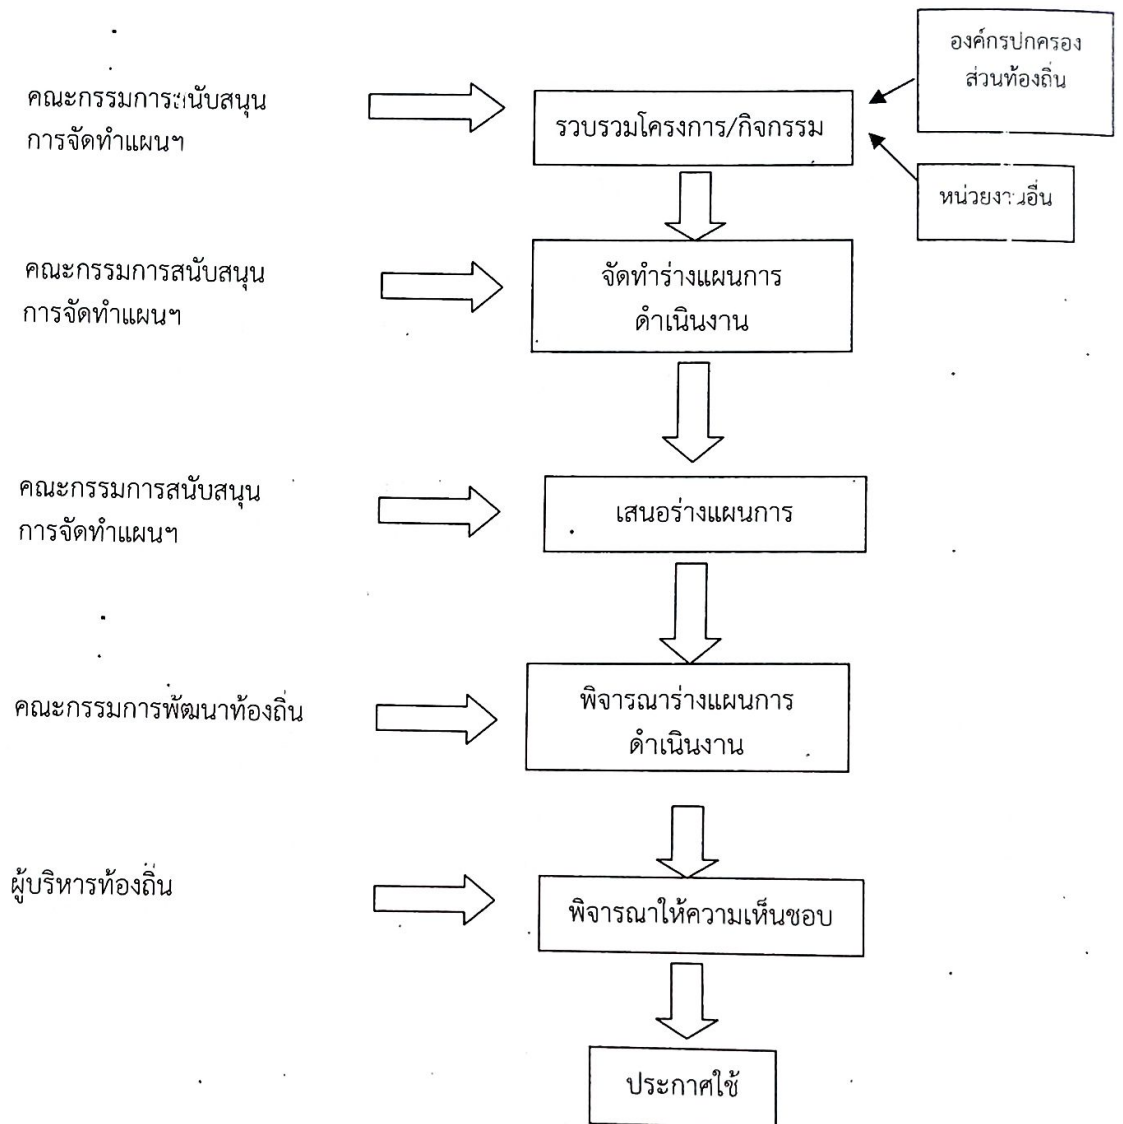 องค์กรปกครอง
ส่วนท้องถิ่น
คณะกรรมการสนับสนุน
การจัดทำแผนฯ
รวบรวมโครงการ/กิจกรรม
หน่วยงานอื่น
คณะกรรมการสนับสนุน
การจัดทำแผนฯ
จัดทำร่างแผนการ
ดำเนินงาน
คณะกรรมการสนับสนุน
การจัดทำแผนฯ
เสนอร่างแผนการ
คณะกรรมการพัฒนาท้องถิ่น
พิจารณาร่างแผนการ
ดำเนินงาน
ผู้บริหารท้องถิ่น
พิจารณาให้ความเห็นชอบ
ประกาศใช้